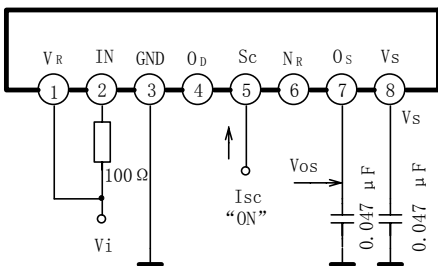 VR IN GND OD Sc NR OS Vs
1 2 3 4 5 6 7 8
Vs
100Ω
Vos
Isc
“ON”
Vi
0.047 μF
0.047 μF